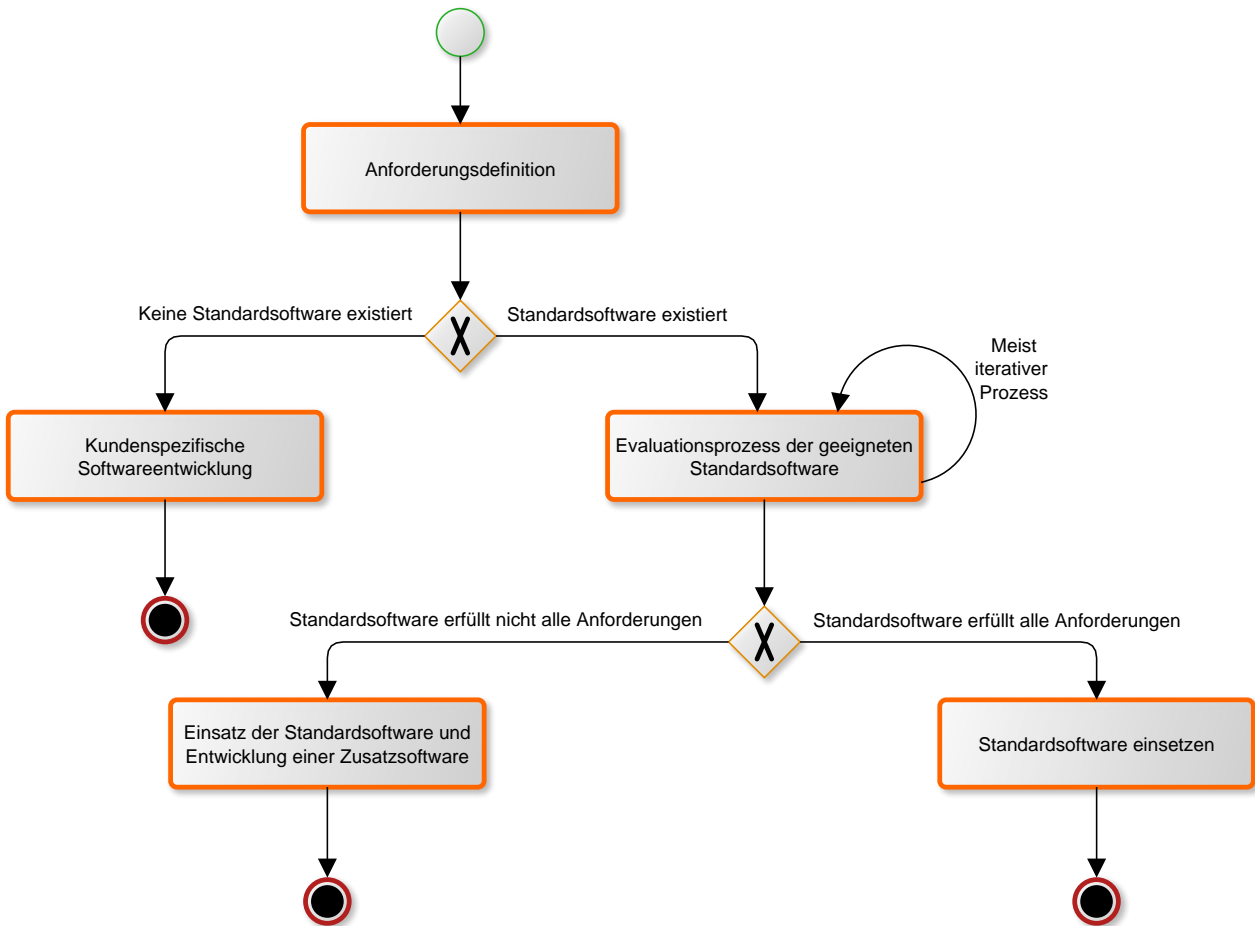 Anforderungsdefinition
Keine Standardsoftware existiert
Standardsoftware existiert
Meist
iterativer
Prozess
Kundenspezifische
Softwareentwicklung
Evaluationsprozess der geeigneten
Standardsoftware
Standardsoftware erfüllt nicht alle Anforderungen
Standardsoftware erfüllt alle Anforderungen
Einsatz der Standardsoftware und
Entwicklung einer Zusatzsoftware
Standardsoftware einsetzen